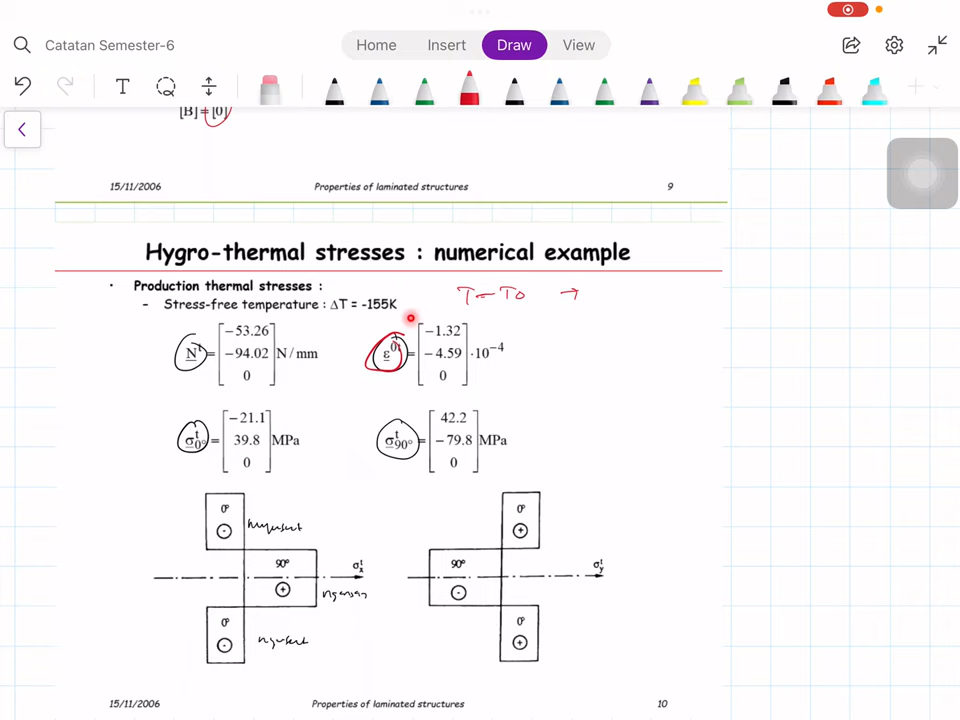 Catatan Semester-6
Home Insert Draw View
[B] = [0]
15/11/2006 Properties of laminated structures 9
Hygro-thermal stresses : numerical example
· Production thermal stresses :
T - To →
– Stress-free temperature : ΔT = -155K
N^t = [-53.26 -94.02 0] N/mm ε^0t = [-1.32 -4.59 0] ·10^-4
σ^t_0° = [-21.1 39.8 0] MPa σ^t_90° = [42.2 -79.8 0] MPa
0° 0°
- +
90° σ^t_x 90° σ^t_y
+ -
0° 0°
- +
15/11/2006 Properties of laminated structures 10